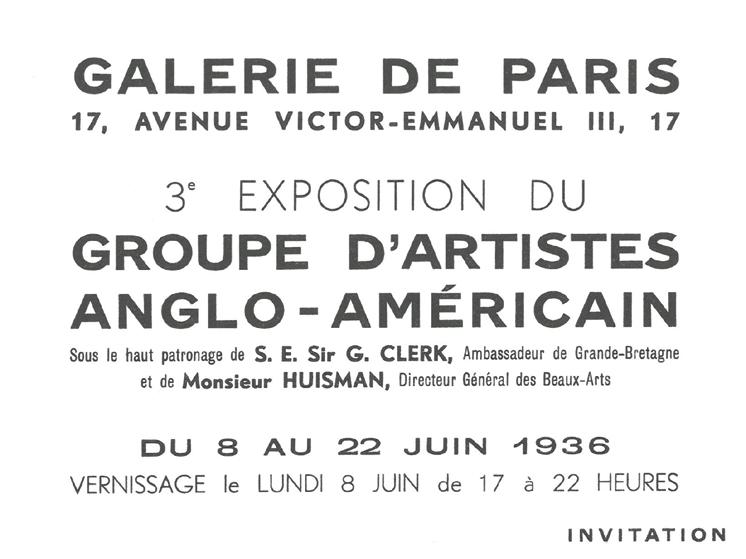 GALERIE DE PARIS
17, AVENUE VICTOR-EMMANUEL III, 17
3e EXPOSITION DU
GROUPE D'ARTISTES
ANGLO-AMÉRICAIN
Sous le haut patronage de S. E. Sir G. CLERK, Ambassadeur de Grande-Bretagne
et de Monsieur HUISMAN, Directeur Général des Beaux-Arts
DU 8 AU 22 JUIN 1936
VERNISSAGE le LUNDI 8 JUIN de 17 à 22 HEURES
INVITATION